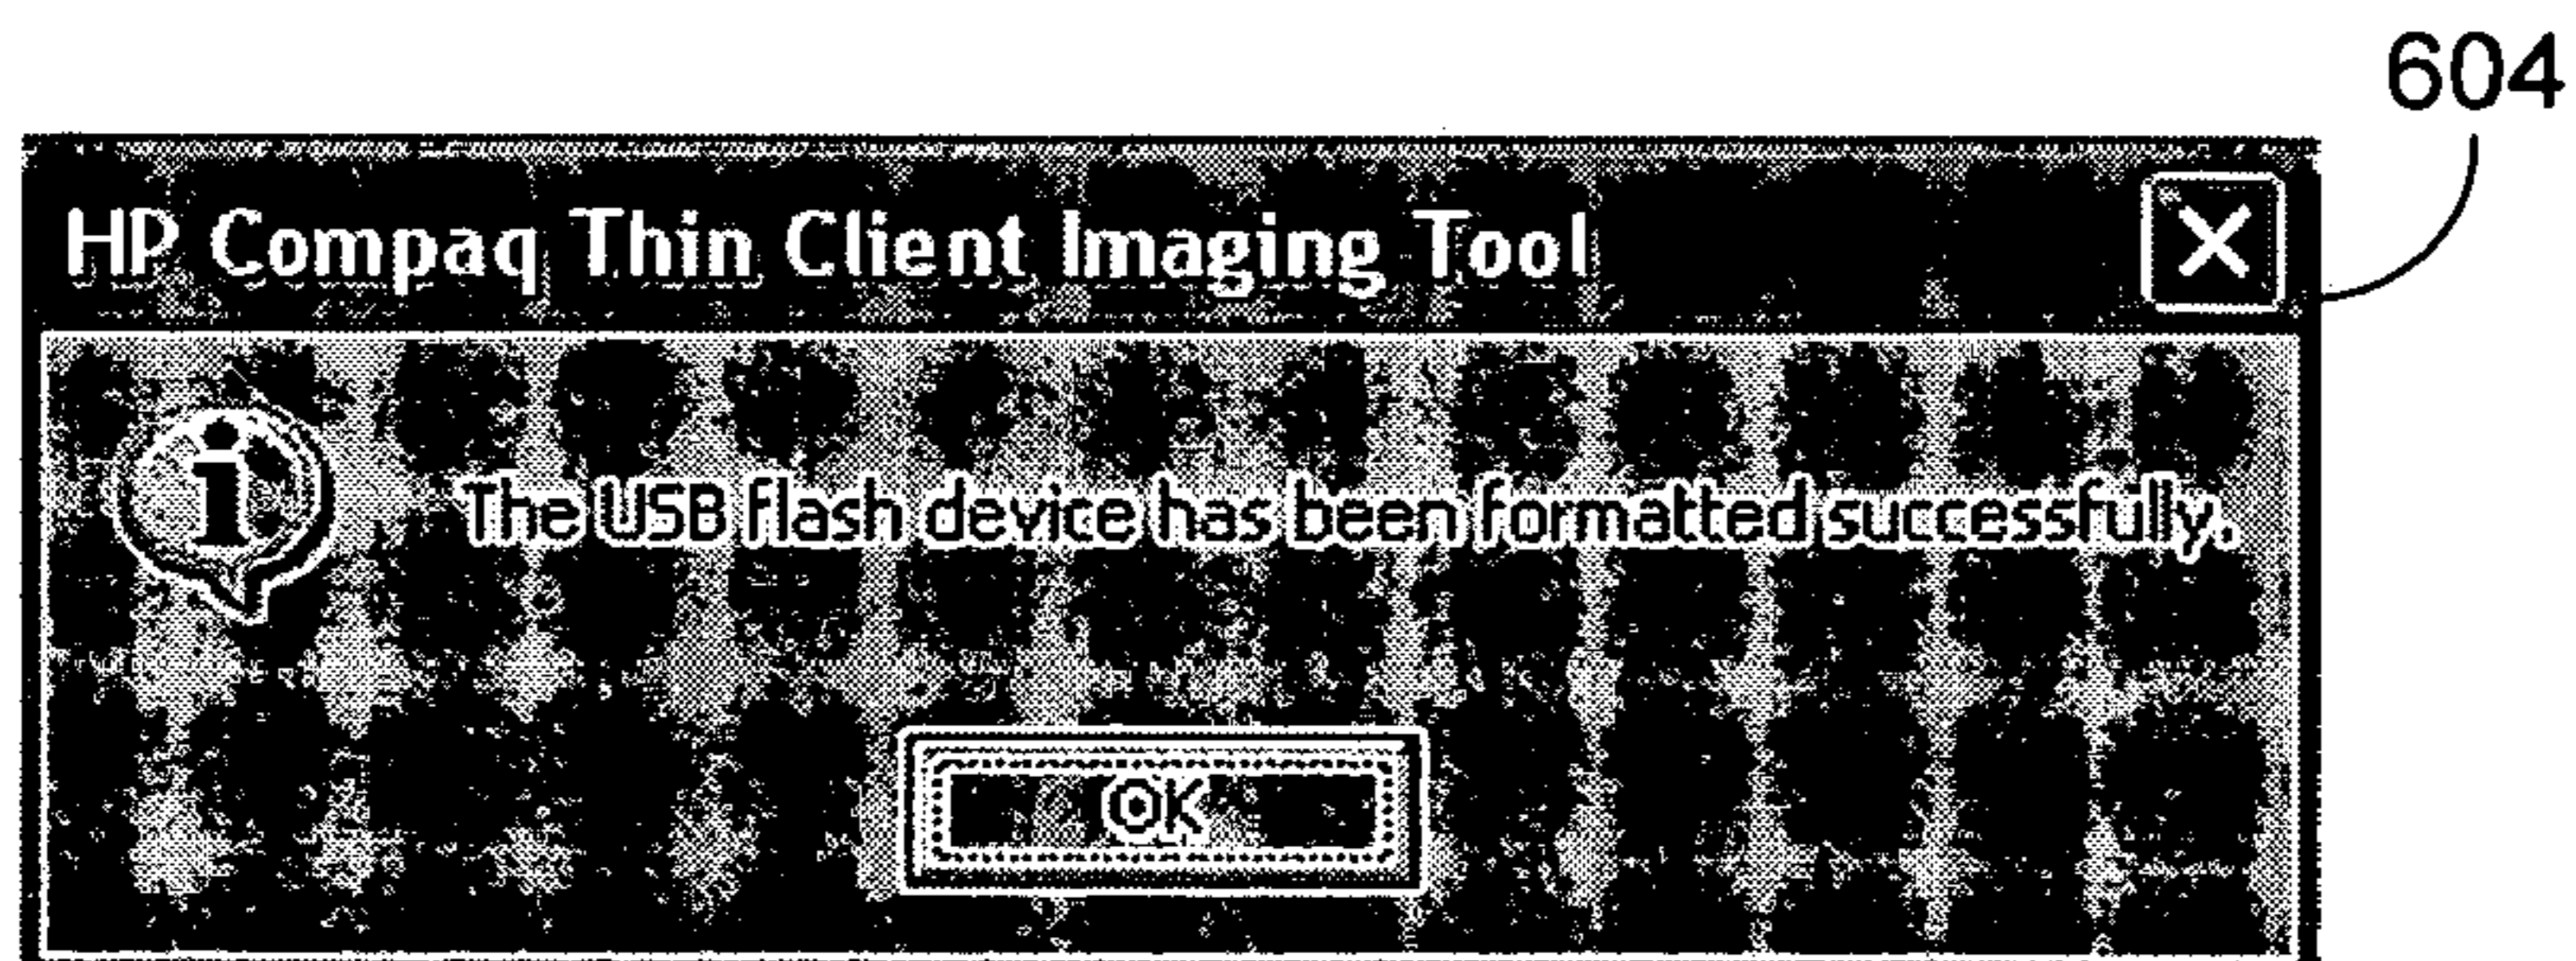 604
HP Compaq Thin Client Imaging Tool
i
The USB flash device has been formatted successfully.
OK